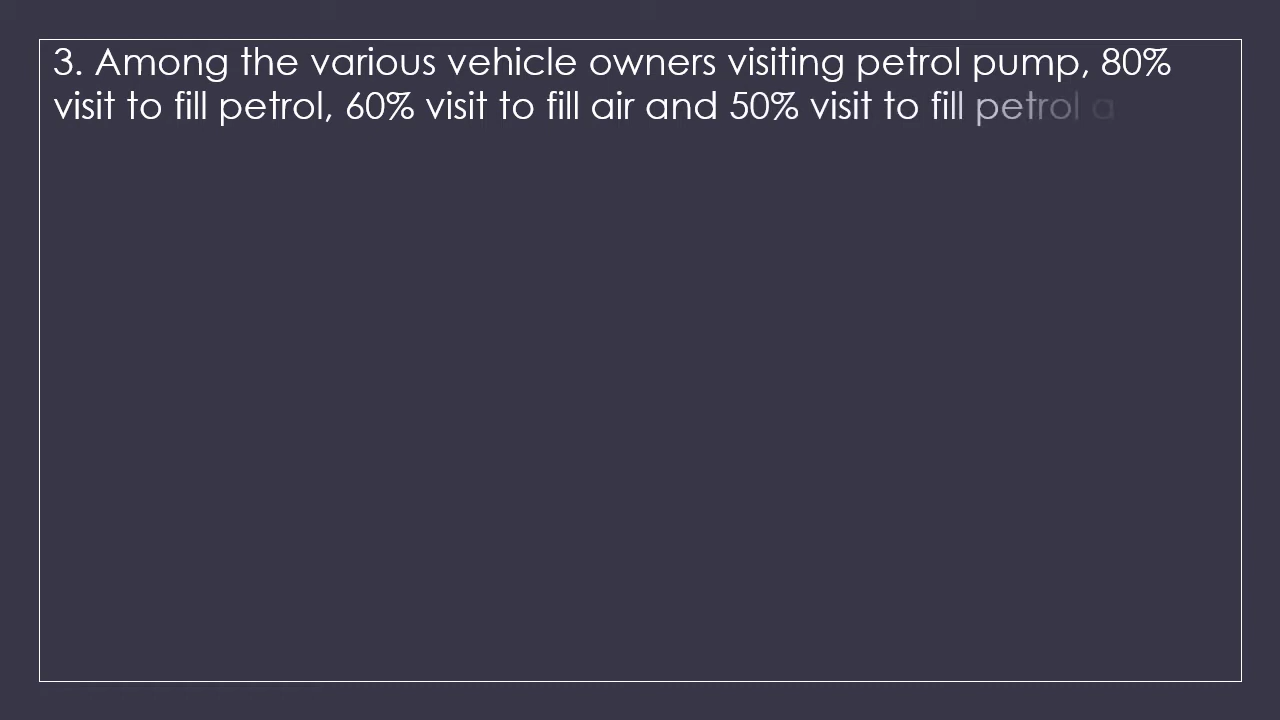 3. Among the various vehicle owners visiting petrol pump, 80%
visit to fill petrol, 60% visit to fill air and 50% visit to fill petrol a